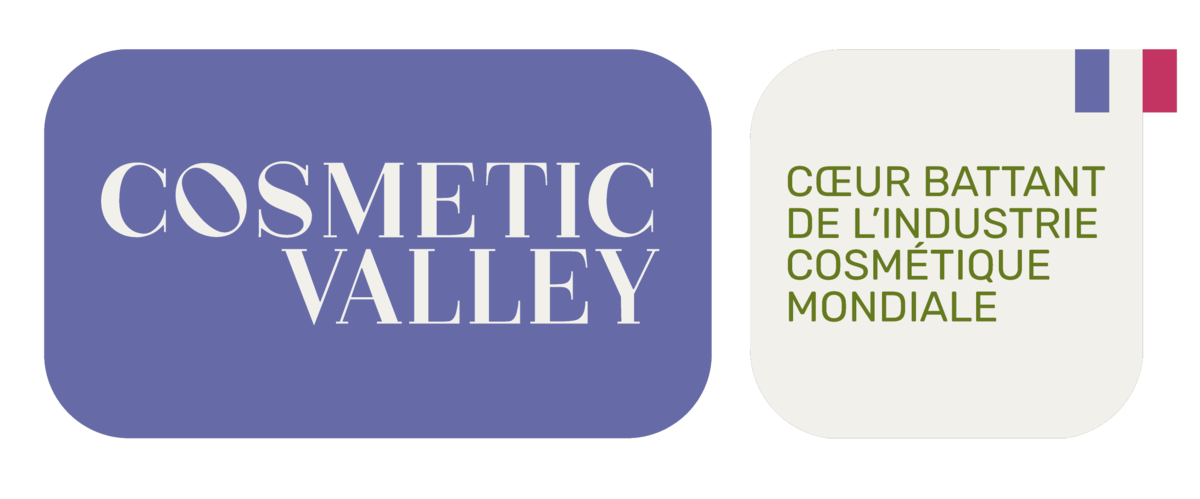 COSMETIC
VALLEY
CŒUR BATTANT
DE L’INDUSTRIE
COSMÉTIQUE
MONDIALE